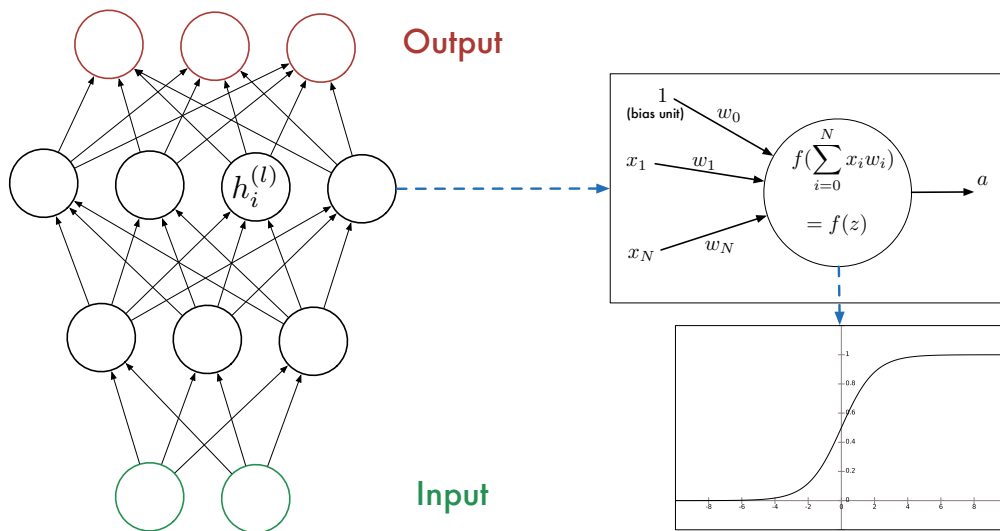 Output
h_i^{(l)}
1
(bias unit)
w_0
x_1
w_1
x_N
w_N
f(\sum_{i=0}^{N} x_i w_i)
= f(z)
a
Input
1
0.8
0.6
0.4
0.2
0
-8 -6 -4 -2 0 2 4 6 8